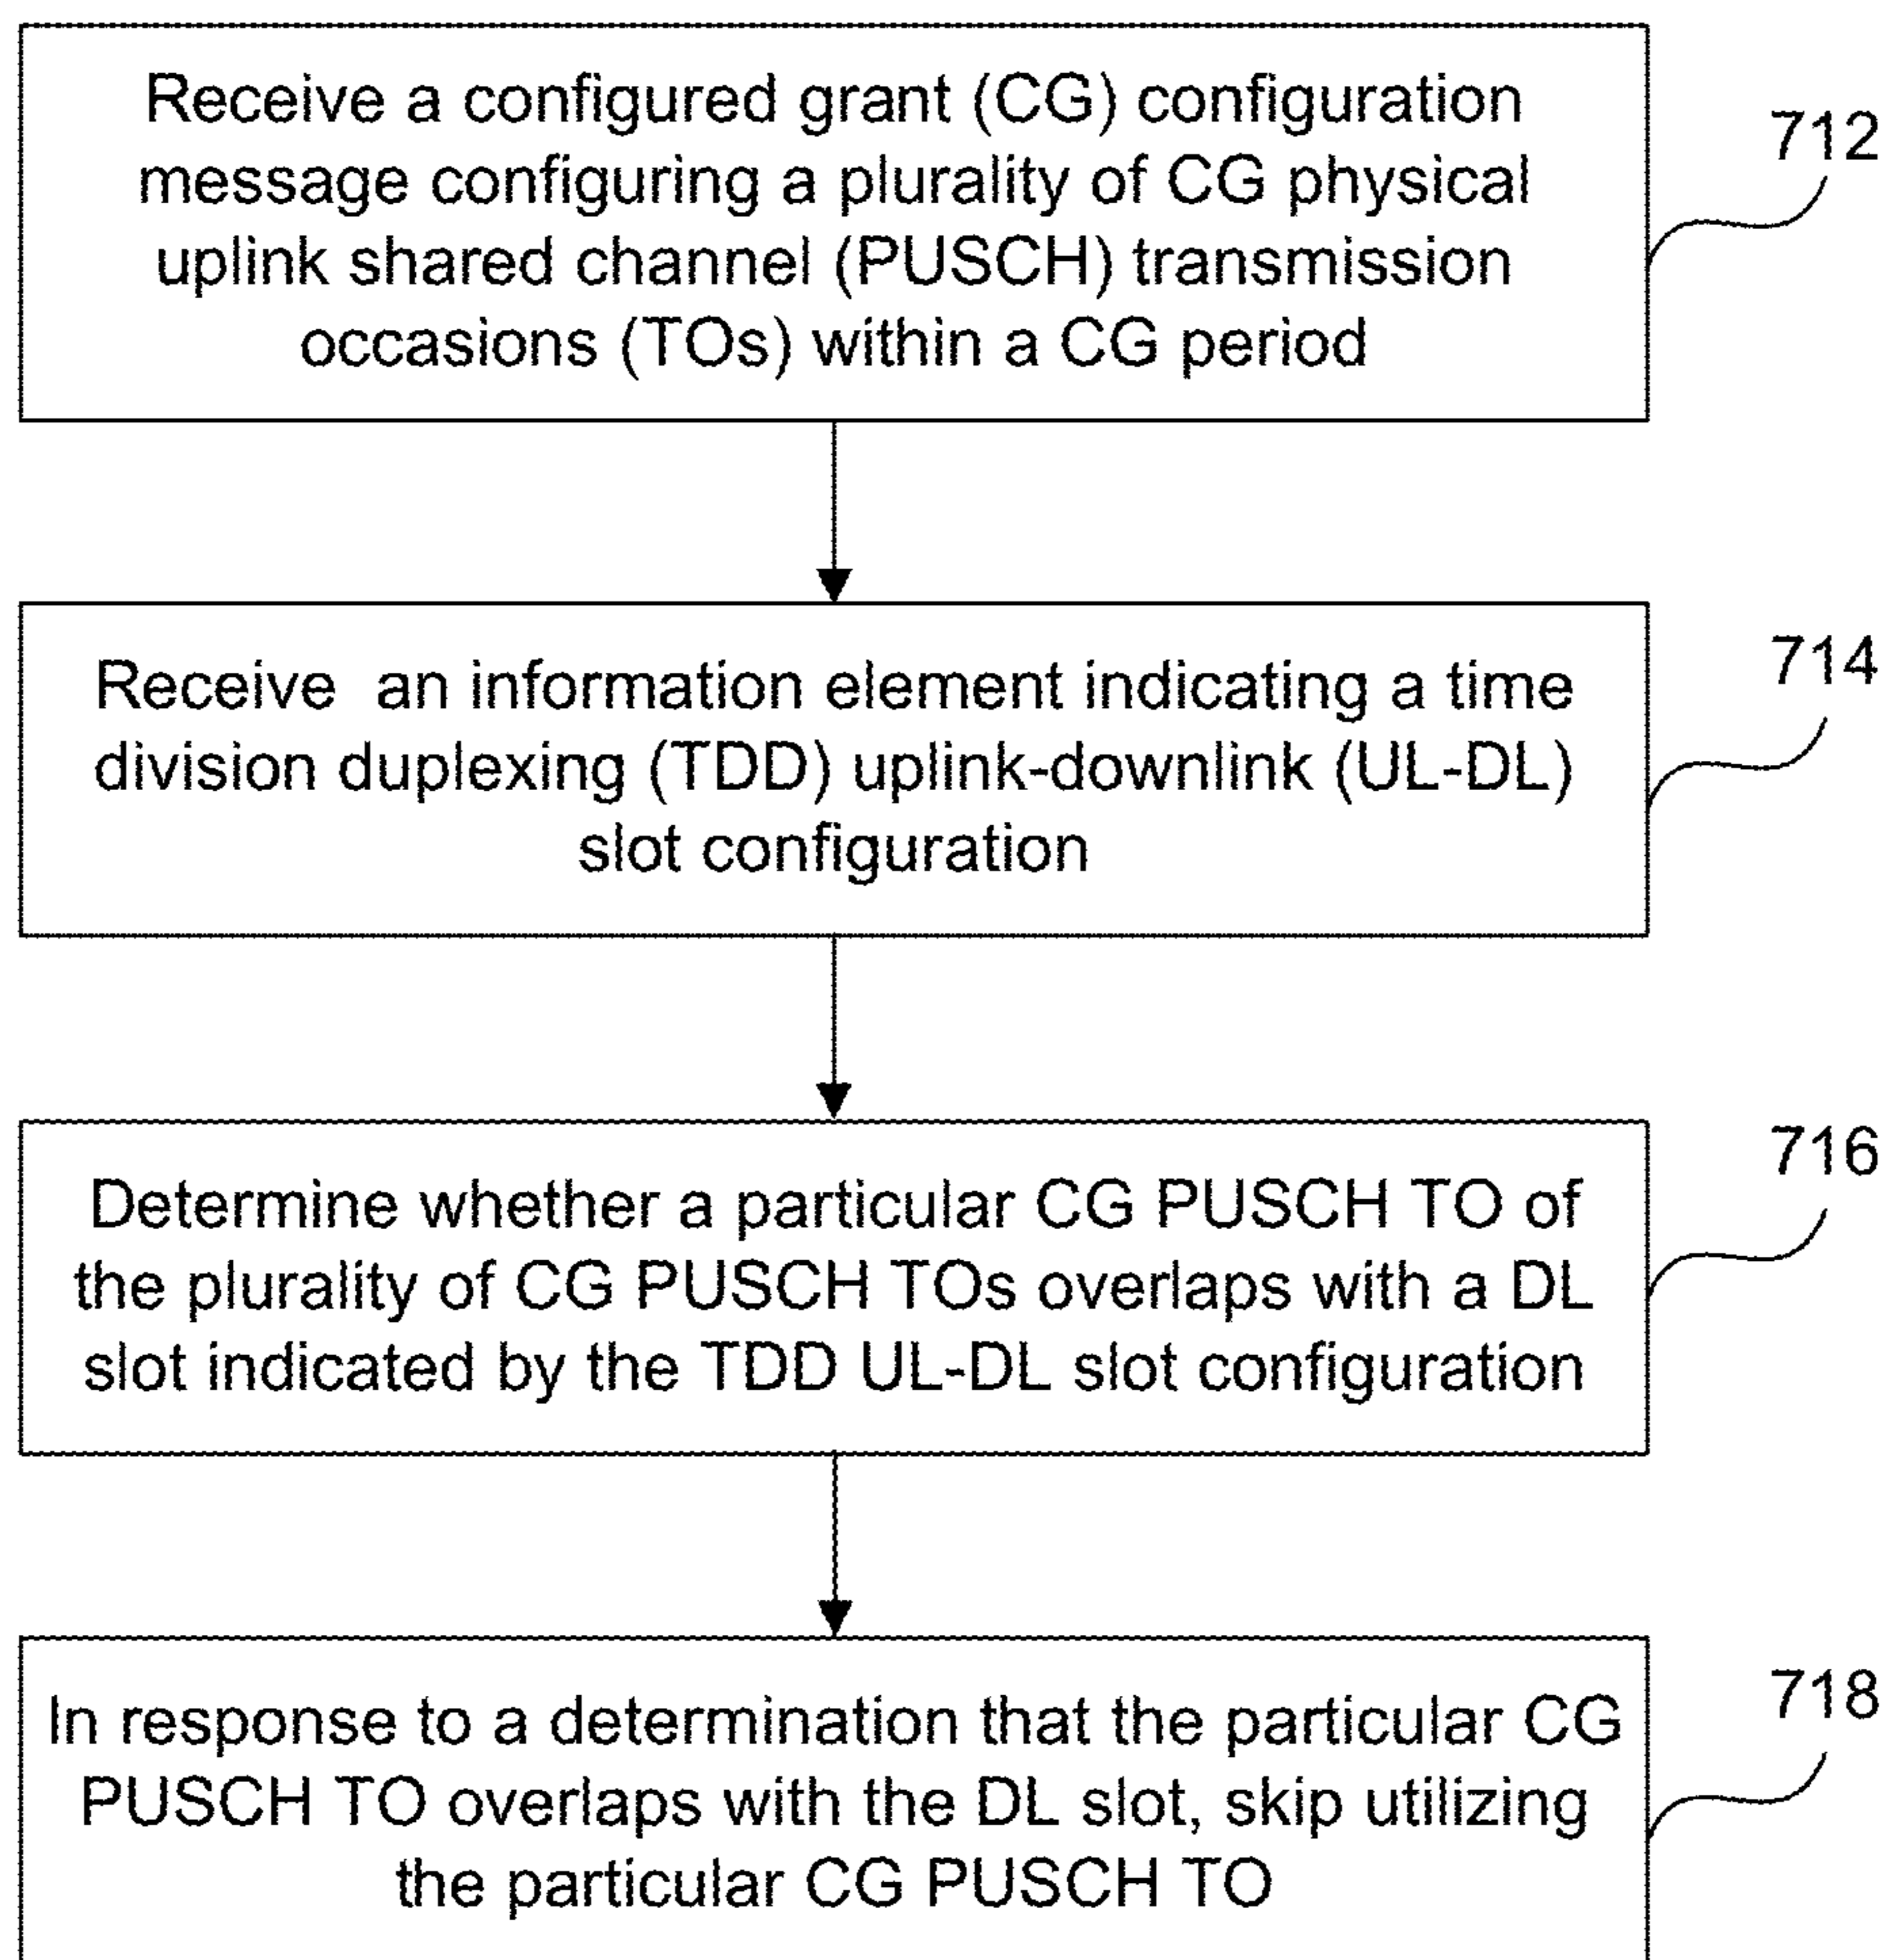 Receive a configured grant (CG) configuration
message configuring a plurality of CG physical
uplink shared channel (PUSCH) transmission
occasions (TOs) within a CG period
712
Receive an information element indicating a time
division duplexing (TDD) uplink-downlink (UL-DL)
slot configuration
714
Determine whether a particular CG PUSCH TO of
the plurality of CG PUSCH TOs overlaps with a DL
slot indicated by the TDD UL-DL slot configuration
716
In response to a determination that the particular CG
PUSCH TO overlaps with the DL slot, skip utilizing
the particular CG PUSCH TO
718